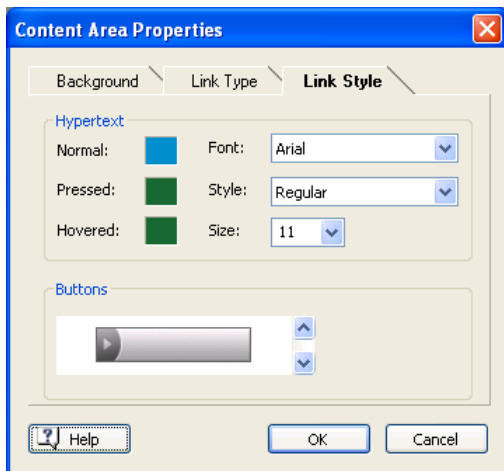 Content Area Properties
Background Link Type Link Style
Hypertext
Normal: Font: Arial
Pressed: Style: Regular
Hovered: Size: 11
Buttons
Help OK Cancel